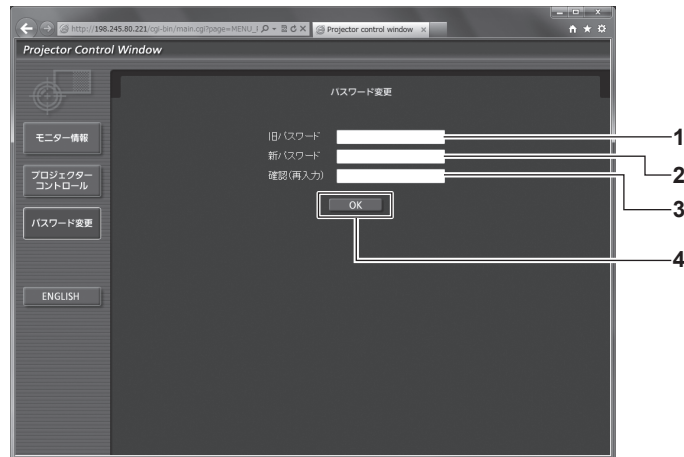 http://198.245.80.221/cgi-bin/main.cgi?page=MENU_
Projector control window
Projector Control Window
パスワード変更
モニター情報
プロジェクター
コントロール
パスワード変更
ENGLISH
旧パスワード
新パスワード
確認(再入力)
OK
1
2
3
4